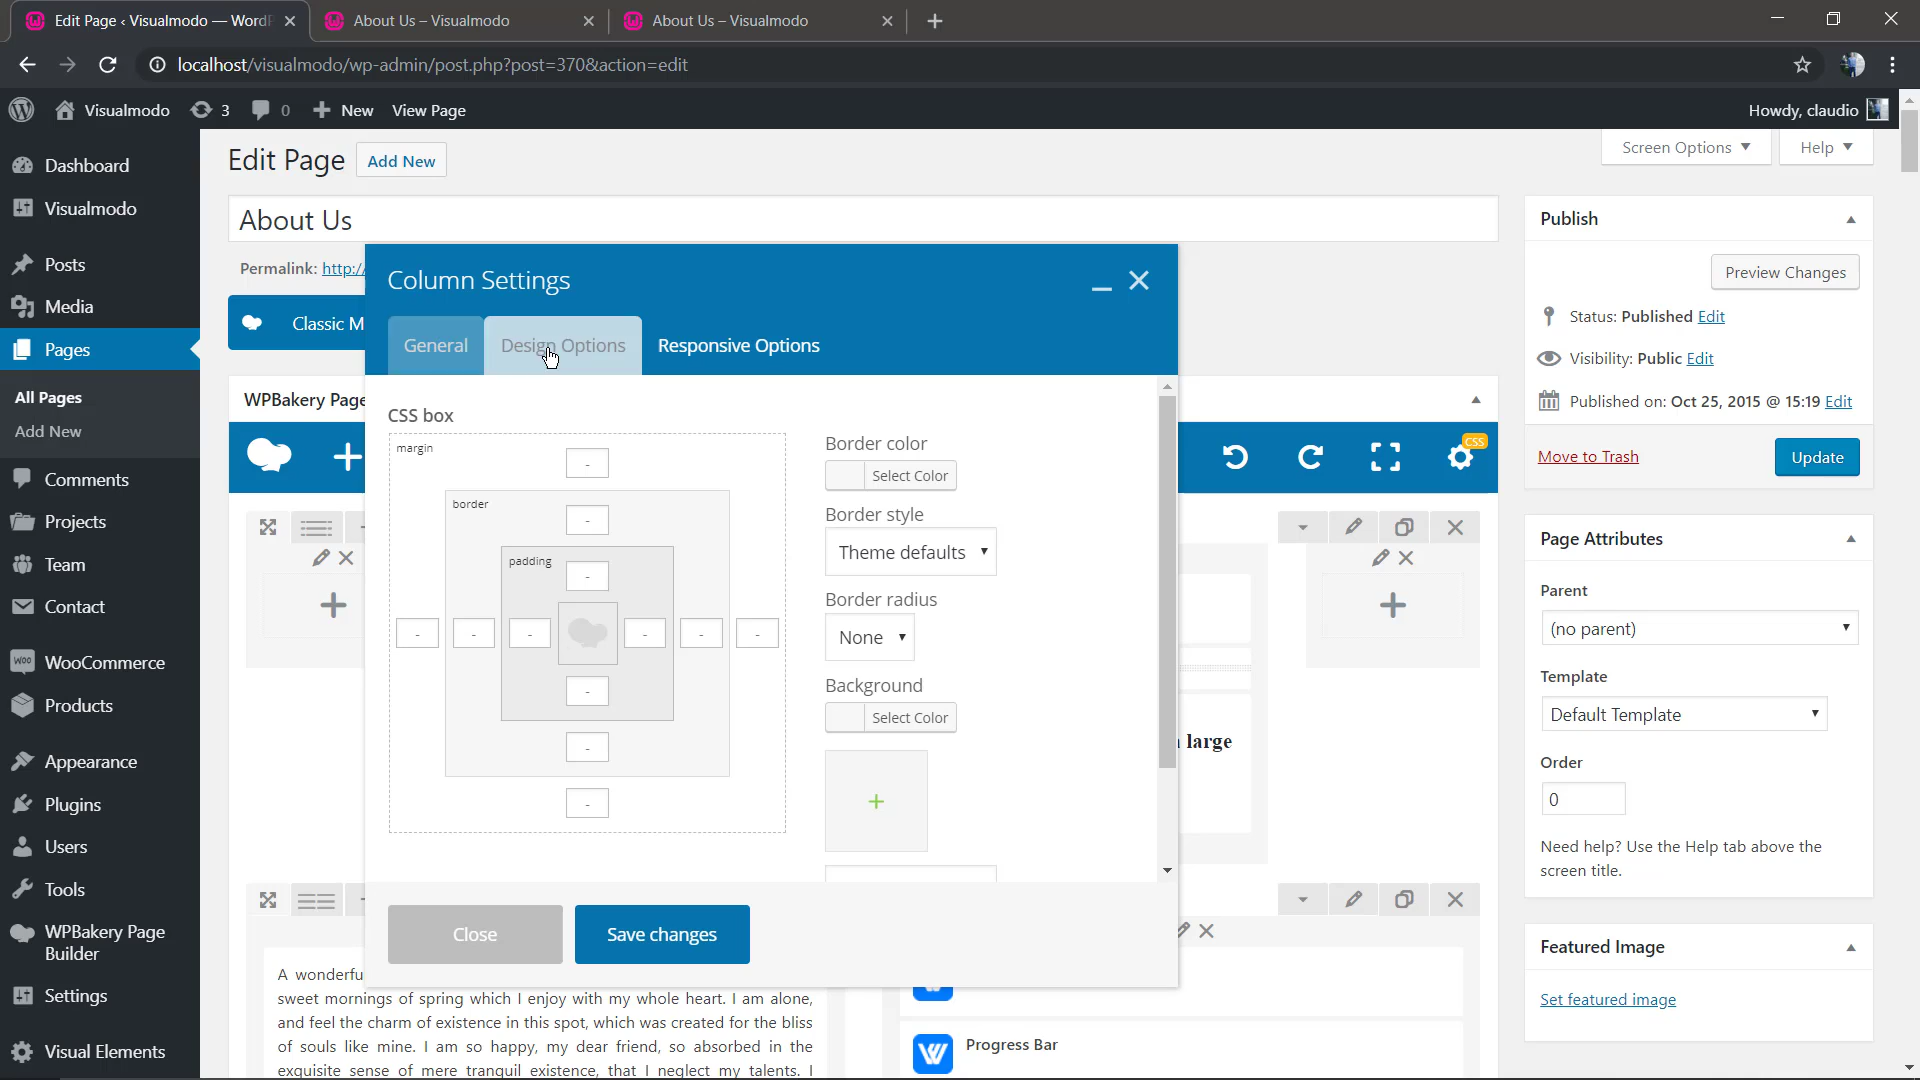 Edit Page ‹ Visualmodo — WordP
About Us – Visualmodo
About Us – Visualmodo
localhost/visualmodo/wp-admin/post.php?post=370&action=edit
Visualmodo
3
0
New
View Page
Howdy, claudio
Dashboard
Visualmodo
Posts
Media
Pages
All Pages
Add New
Comments
Projects
Team
Contact
WOO
WooCommerce
Products
Appearance
Plugins
Users
Tools
WPBakery Page
Builder
Settings
Visual Elements
Edit Page
Add New
Screen Options
Help
About Us
Permalink: http:/
Classic M
WPBakery Page
CSS
Column Settings
General
Design Options
Responsive Options
CSS box
margin
-
border
-
padding
-
-
-
-
-
-
-
-
-
-
Border color
Select Color
Border style
Theme defaults
Border radius
None
Background
Select Color
+
Close
Save changes
large
A wonderfu
sweet mornings of spring which I enjoy with my whole heart. I am alone,
and feel the charm of existence in this spot, which was created for the bliss
of souls like mine. I am so happy, my dear friend, so absorbed in the
exquisite sense of mere tranquil existence, that I neglect my talents. I
Progress Bar
Publish
Preview Changes
Status: Published Edit
Visibility: Public Edit
Published on: Oct 25, 2015 @ 15:19 Edit
Move to Trash
Update
Page Attributes
Parent
(no parent)
Template
Default Template
Order
0
Need help? Use the Help tab above the
screen title.
Featured Image
Set featured image